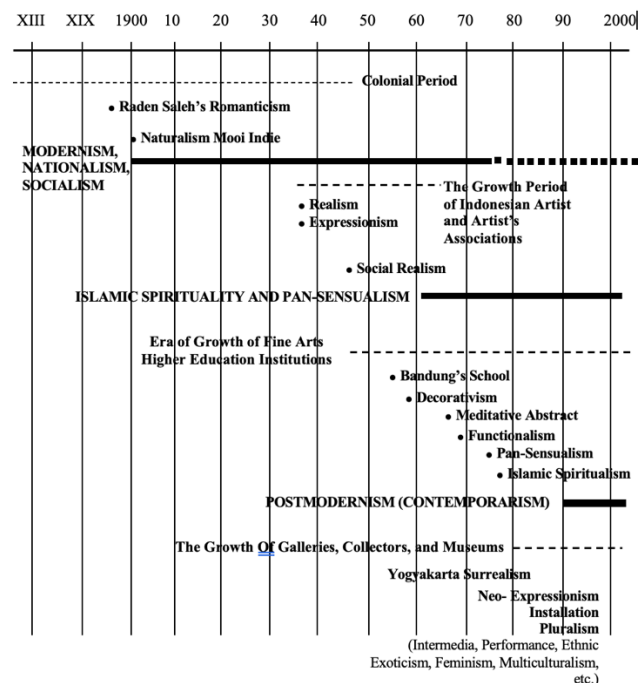 XIII XIX 1900 10 20 30 40 50 60 70 80 90 2000
Colonial Period
• Raden Saleh's Romanticism
• Naturalism Mooi Indie
MODERNISM,
NATIONALISM,
SOCIALISM
The Growth Period
of Indonesian Artist
and Artist's
Associations
• Realism
• Expressionism
• Social Realism
ISLAMIC SPIRITUALITY AND PAN-SENSUALISM
Era of Growth of Fine Arts
Higher Education Institutions
• Bandung's School
• Decorativism
• Meditative Abstract
• Functionalism
• Pan-Sensualism
• Islamic Spiritualism
POSTMODERNISM (CONTEMPORARISM)
The Growth Of Galleries, Collectors, and Museums
Yogyakarta Surrealism
Neo- Expressionism
Installation
Pluralism
(Intermedia, Performance, Ethnic
Exoticism, Feminism, Multiculturalism,
etc.)